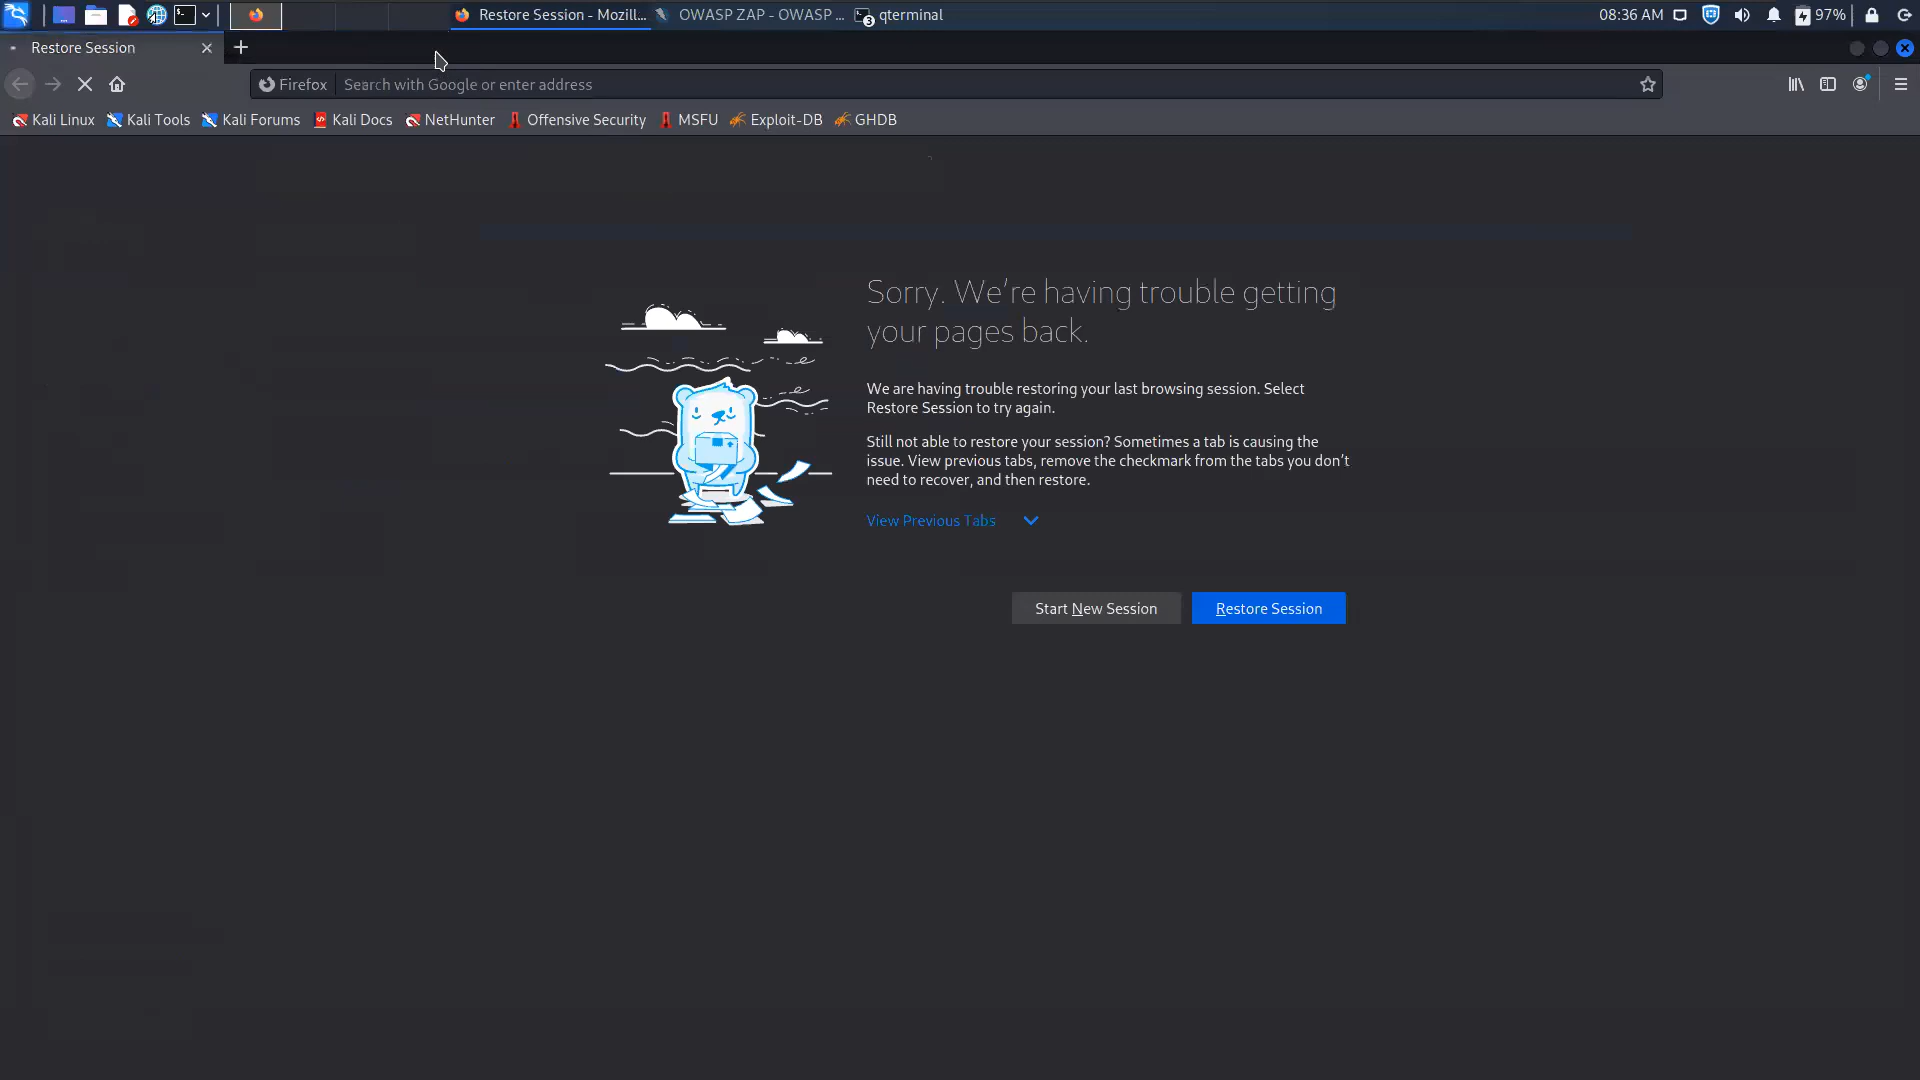 Restore Session - Mozill... OWASP ZAP - OWASP ... 3 qterminal 08:36 AM 97%
Restore Session
Firefox Search with Google or enter address
Kali Linux Kali Tools Kali Forums Kali Docs NetHunter Offensive Security MSFU Exploit-DB GHDB
Sorry. We're having trouble getting
your pages back.
We are having trouble restoring your last browsing session. Select
Restore Session to try again.
Still not able to restore your session? Sometimes a tab is causing the
issue. View previous tabs, remove the checkmark from the tabs you don't
need to recover, and then restore.
View Previous Tabs
Start New Session Restore Session